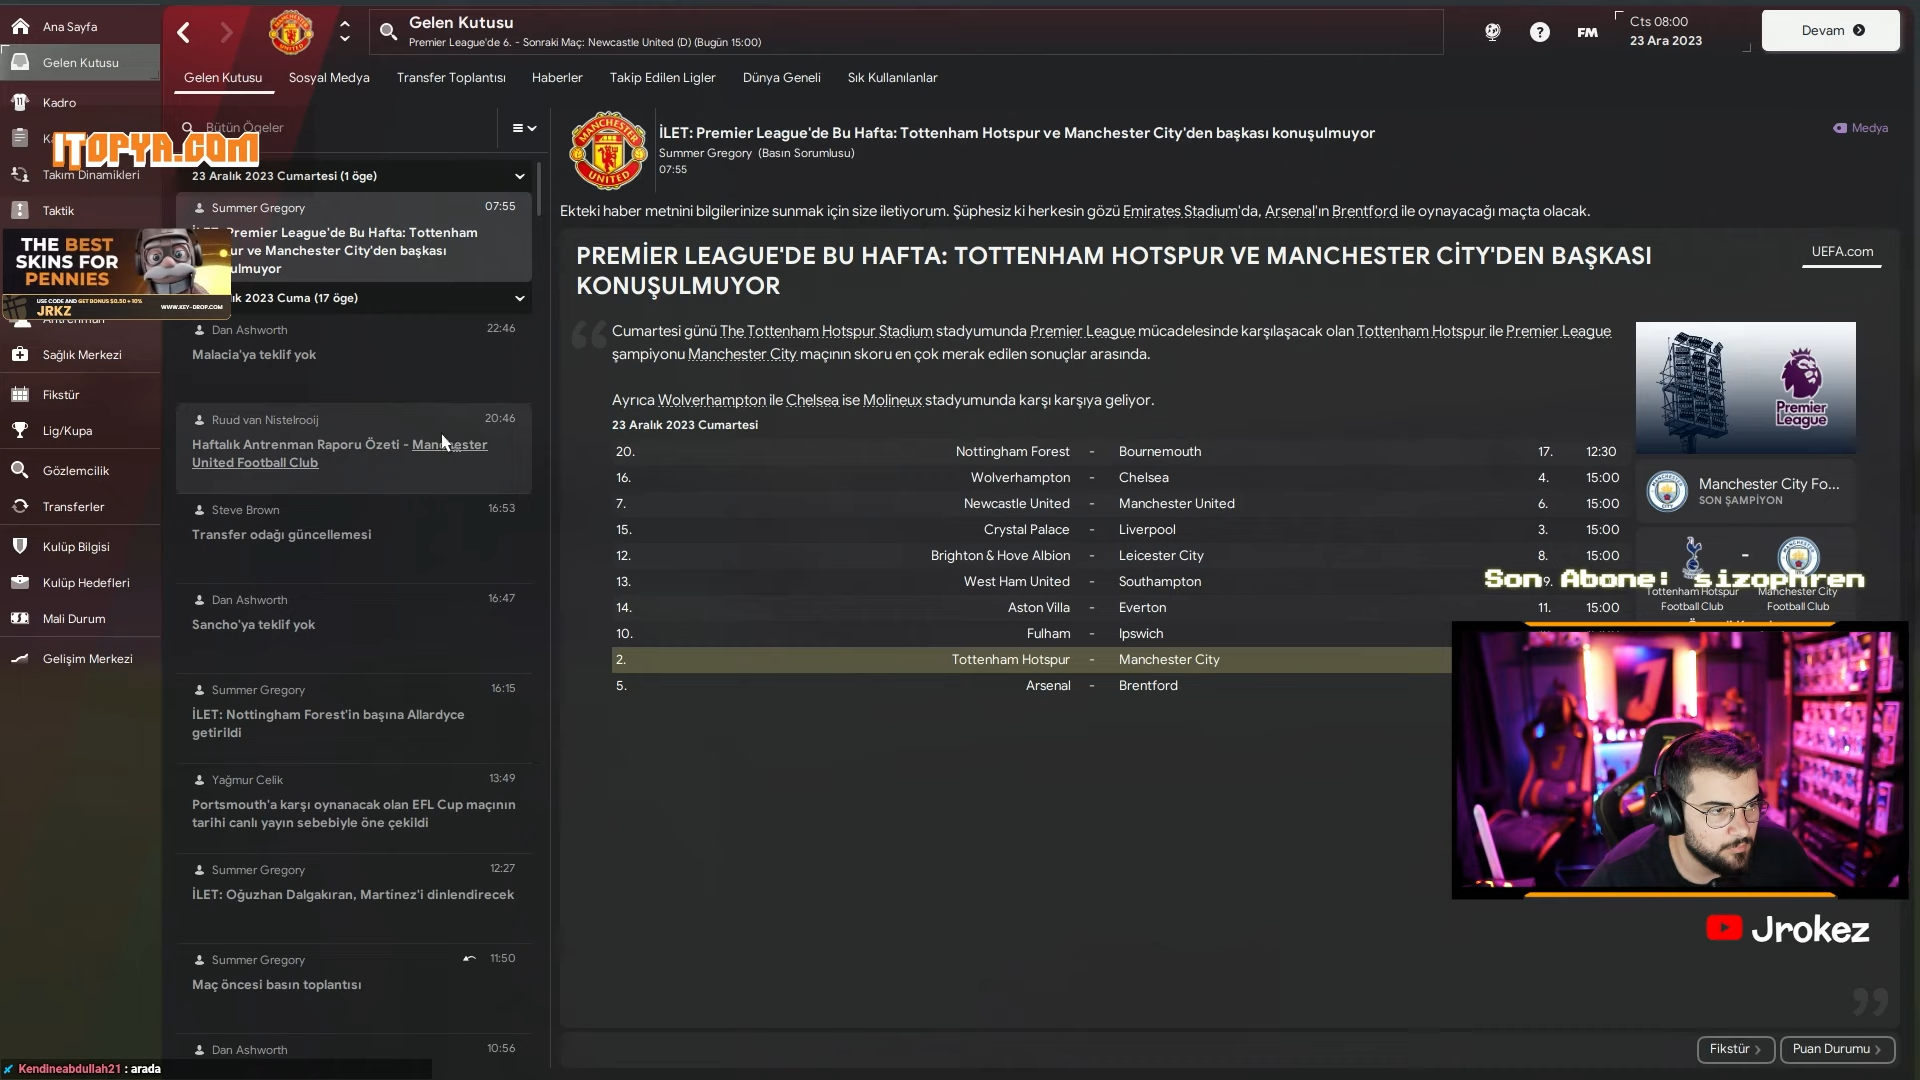 Ana Sayfa
Gelen Kutusu
Kadro
Takım Dinamikleri
Taktik
Sağlık Merkezi
Fikstür
Lig/Kupa
Gözlemcilik
Transferler
Kulüp Bilgisi
Kulüp Hedefleri
Mali Durum
Gelişim Merkezi
ITOPYA.COM
THE BEST
SKINS FOR
PENNIES
USE CODE AND GET BONUS $0.50 + 10%
JRKZ
WWW.KEY-DROP.COM
Gelen Kutusu
Premier League'de 6. - Sonraki Maç: Newcastle United (D) (Bugün 15:00)
FM
Cts 08:00
23 Ara 2023
Devam
Gelen Kutusu
Sosyal Medya
Transfer Toplantısı
Haberler
Takip Edilen Ligler
Dünya Geneli
Sık Kullanılanlar
Bütün Ögeler
23 Aralık 2023 Cumartesi (1 öge)
Summer Gregory 07:55
Premier League'de Bu Hafta: Tottenham
ur ve Manchester City'den başkası
ulmuyor
ık 2023 Cuma (17 öge)
Dan Ashworth 22:46
Malacia'ya teklif yok
Ruud van Nistelrooij 20:46
Haftalık Antrenman Raporu Özeti - Manchester
United Football Club
Steve Brown 16:53
Transfer odağı güncellemesi
Dan Ashworth 16:47
Sancho'ya teklif yok
Summer Gregory 16:15
İLET: Nottingham Forest'in başına Allardyce
getirildi
Yağmur Celik 13:49
Portsmouth'a karşı oynanacak olan EFL Cup maçının
tarihi canlı yayın sebebiyle öne çekildi
Summer Gregory 12:27
İLET: Oğuzhan Dalgakıran, Martínez'i dinlendirecek
Summer Gregory 11:50
Maç öncesi basın toplantısı
Dan Ashworth 10:56
Kendineabdullah21 : arada
MANCHESTER
UNITED
İLET: Premier League'de Bu Hafta: Tottenham Hotspur ve Manchester City'den başkası konuşulmuyor
Summer Gregory (Basın Sorumlusu)
07:55
Medya
Ekteki haber metnini bilgilerinize sunmak için size iletiyorum. Şüphesiz ki herkesin gözü Emirates Stadium'da, Arsenal'ın Brentford ile oynayacağı maçta olacak.
PREMİER LEAGUE'DE BU HAFTA: TOTTENHAM HOTSPUR VE MANCHESTER CİTY'DEN BAŞKASI
KONUŞULMUYOR
UEFA.com
Cumartesi günü The Tottenham Hotspur Stadium stadyumunda Premier League mücadelesinde karşılaşacak olan Tottenham Hotspur ile Premier League
şampiyonu Manchester City maçının skoru en çok merak edilen sonuçlar arasında.
Ayrıca Wolverhampton ile Chelsea ise Molineux stadyumunda karşı karşıya geliyor.
23 Aralık 2023 Cumartesi
20. Nottingham Forest - Bournemouth 17. 12:30
16. Wolverhampton - Chelsea 4. 15:00
7. Newcastle United - Manchester United 6. 15:00
15. Crystal Palace - Liverpool 3. 15:00
12. Brighton & Hove Albion - Leicester City 8. 15:00
13. West Ham United - Southampton 9.
14. Aston Villa - Everton 11. 15:00
10. Fulham - Ipswich
2. Tottenham Hotspur - Manchester City
5. Arsenal - Brentford
Premier
League
Manchester City Fo...
SON ŞAMPİYON
-
Son Abone: sizophren
Tottenham Hotspur
Football Club
Manchester City
Football Club
Jrokez
Fikstür
Puan Durumu